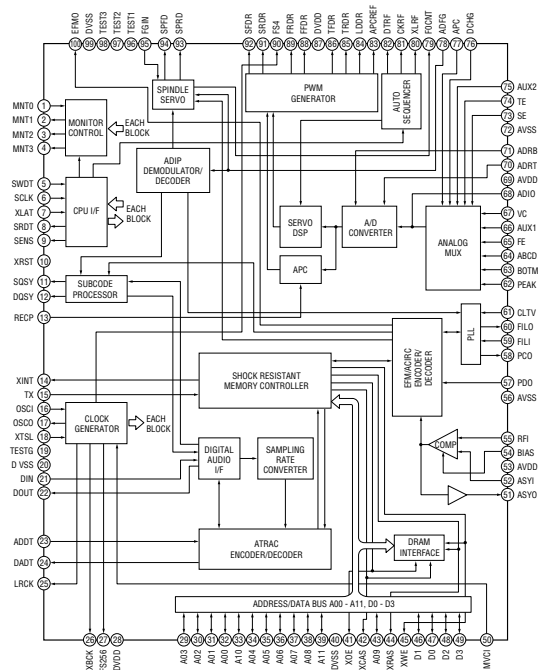 EFMO
DVSS
TEST3
TEST2
TEST1
FGIN
SPFD
SPRD
SFDR
SRDR
FS4
FRDR
FFDR
DVDD
TFDR
TRDR
LDDR
APCREF
DTRF
CKRF
XLRF
FOCNT
ADFG
APC
DCHG
100
99
98
97
96
95
94
93
92
91
90
89
88
87
86
85
84
83
82
81
80
79
78
77
76
MNT0 1
MNT1 2
MNT2 3
MNT3 4
SWDT 5
SCLK 6
XLAT 7
SRDT 8
SENS 9
XRST 10
SQSY 11
DQSY 12
RECP 13
XINT 14
TX 15
OSCI 16
OSCO 17
XTSL 18
TESTG 19
D VSS 20
DIN 21
DOUT 22
ADDT 23
DADT 24
LRCK 25
MONITOR
CONTROL
EACH
BLOCK
CPU I/F
EACH
BLOCK
SPINDLE
SERVO
PWM
GENERATOR
AUTO
SEQUENCER
ADIP
DEMODULATOR/
DECODER
SERVO
DSP
A/D
CONVERTER
ANALOG
MUX
APC
SUBCODE
PROCESSOR
EFM/ACIRC
ENCODER/
DECODER
PLL
SHOCK RESISTANT
MEMORY CONTROLLER
CLOCK
GENERATOR
EACH
BLOCK
DIGITAL
AUDIO
I/F
SAMPLING
RATE
CONVERTER
COMP
ATRAC
ENCODER/DECODER
DRAM
INTERFACE
ADDRESS/DATA BUS A00 - A11, D0 - D3
75 AUX2
74 TE
73 SE
72 AVSS
71 ADRB
70 ADRT
69 AVDD
68 ADIO
67 VC
66 AUX1
65 FE
64 ABCD
63 BOTM
62 PEAK
61 CLTV
60 FILO
59 FILI
58 PCO
57 PDO
56 AVSS
55 RFI
54 BIAS
53 AVDD
52 ASYI
51 ASYO
26
27
28
29
30
31
32
33
34
35
36
37
38
39
40
41
42
43
44
45
46
47
48
49
50
XBCK
FS256
DVDD
A03
A02
A01
A00
A10
A04
A05
A06
A07
A08
A11
DVSS
XOE
XCAS
A09
XRAS
XWE
D1
D0
D2
D3
MVCI